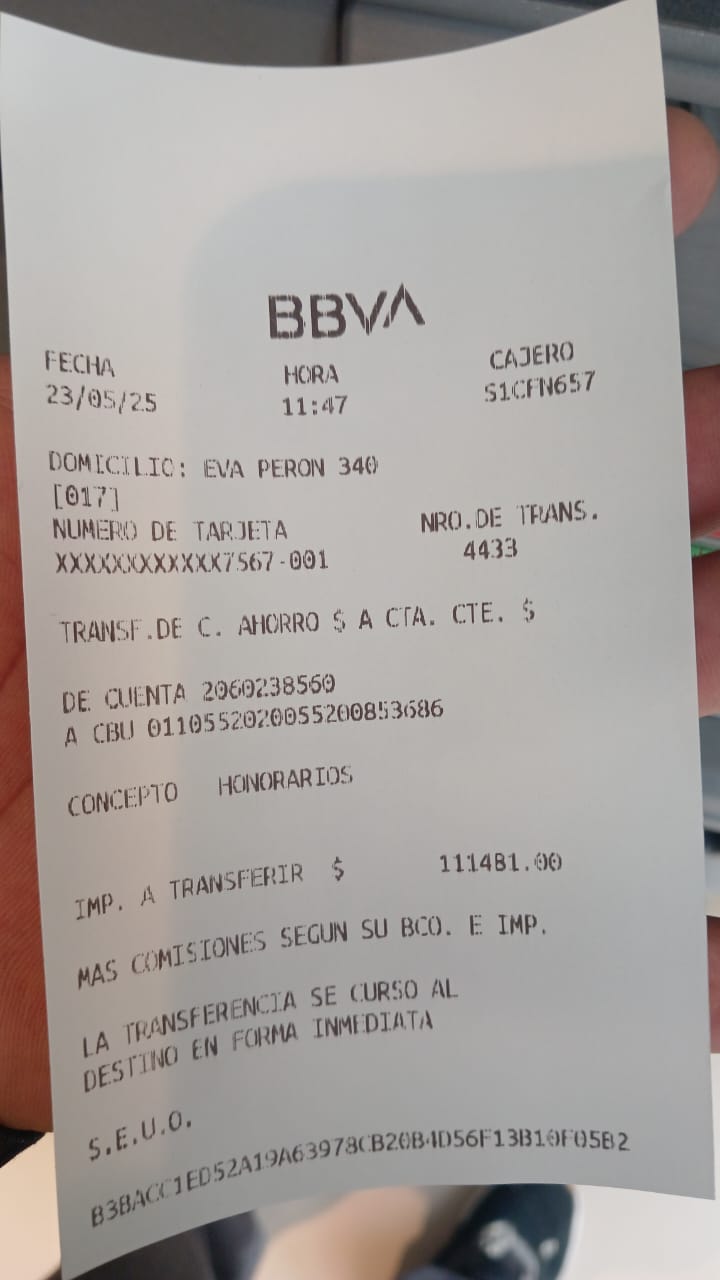 BBVA
FECHA HORA CAJERO
23/05/25 11:47 S1CFN657
DOMICILIO: EVA PERON 340
[017]
NUMERO DE TARJETA NRO.DE TRANS.
XXXXXXXXXXXX7567-001 4433
TRANSF.DE C. AHORRO $ A CTA. CTE. $
DE CUENTA 2060238560
A CBU 0110552020055200853686
CONCEPTO HONORARIOS
IMP. A TRANSFERIR $ 111481.00
MAS COMISIONES SEGUN SU BCO. E IMP.
LA TRANSFERENCIA SE CURSO AL
DESTINO EN FORMA INMEDIATA
S.E.U.O.
B3BACC1ED52A19A63978CB20B4D56F13B10F05B2